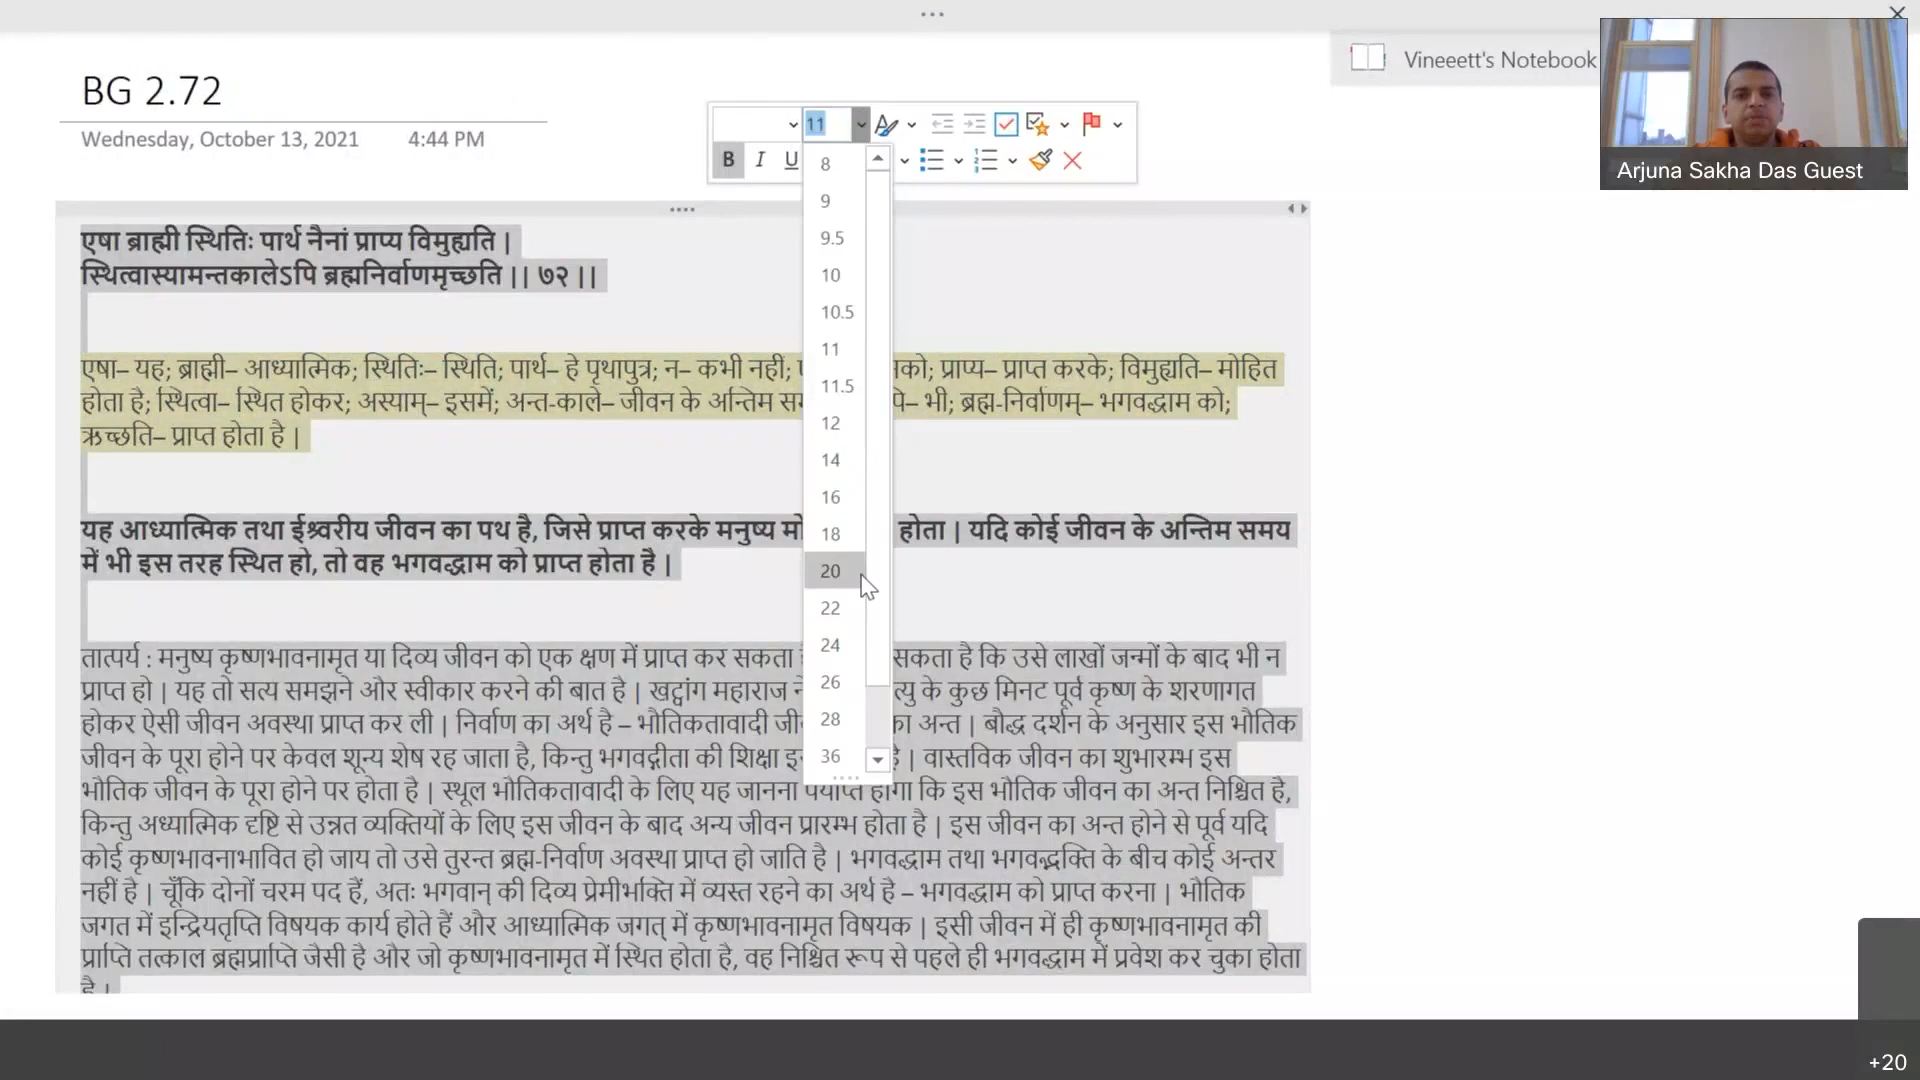 BG 2.72
Wednesday, October 13, 2021 4:44 PM
Vineeett's Notebook
Arjuna Sakha Das Guest
11
B I U
8
9
9.5
10
10.5
11
11.5
12
14
16
18
20
22
24
26
28
36
एषा ब्राह्मी स्थितिः पार्थ नैनां प्राप्य विमुह्यति |
स्थित्वास्यामन्तकालेऽपि ब्रह्मनिर्वाणमृच्छति || ७२ ||
एषा– यह; ब्राह्मी– आध्यात्मिक; स्थितिः– स्थिति; पार्थ– हे पृथापुत्र; न– कभी नहीं; को; प्राप्य– प्राप्त करके; विमुह्यति– मोहित
होता है; स्थित्वा– स्थित होकर; अस्याम्– इसमें; अन्त-काले– जीवन के अन्तिम – भी; ब्रह्म-निर्वाणम्– भगवद्धाम को;
ऋच्छति– प्राप्त होता है |
यह आध्यात्मिक तथा ईश्र्वरीय जीवन का पथ है, जिसे प्राप्त करके मनुष्य होता | यदि कोई जीवन के अन्तिम समय
में भी इस तरह स्थित हो, तो वह भगवद्धाम को प्राप्त होता है |
तात्पर्य : मनुष्य कृष्णभावनामृत या दिव्य जीवन को एक क्षण में प्राप्त कर सकता सकता है कि उसे लाखों जन्मों के बाद भी न
प्राप्त हो | यह तो सत्य समझने और स्वीकार करने की बात है | खट्वांग महाराज के कुछ मिनट पूर्व कृष्ण के शरणागत
होकर ऐसी जीवन अवस्था प्राप्त कर ली | निर्वाण का अर्थ है – भौतिकतावादी का अन्त | बौद्ध दर्शन के अनुसार इस भौतिक
जीवन के पूरा होने पर केवल शून्य शेष रह जाता है, किन्तु भगवद्गीता की शिक्षा | वास्तविक जीवन का शुभारम्भ इस
भौतिक जीवन के पूरा होने पर होता है | स्थूल भौतिकतावादी के लिए यह जानना पर्याप्त होगा कि इस भौतिक जीवन का अन्त निश्चित है,
किन्तु अध्यात्मिक दृष्टि से उन्नत व्यक्तियों के लिए इस जीवन के बाद अन्य जीवन प्रारम्भ होता है | इस जीवन का अन्त होने से पूर्व यदि
कोई कृष्णभावनाभावित हो जाय तो उसे तुरन्त ब्रह्म-निर्वाण अवस्था प्राप्त हो जाति है | भगवद्धाम तथा भगवद्भक्ति के बीच कोई अन्तर
नहीं है | चूँकि दोनों चरम पद हैं, अतः भगवान् की दिव्य प्रेमीभक्ति में व्यस्त रहने का अर्थ है – भगवद्धाम को प्राप्त करना | भौतिक
जगत में इन्द्रियतृप्ति विषयक कार्य होते हैं और आध्यात्मिक जगत् में कृष्णभावनामृत विषयक | इसी जीवन में ही कृष्णभावनामृत की
प्राप्ति तत्काल ब्रह्मप्राप्ति जैसी है और जो कृष्णभावनामृत में स्थित होता है, वह निश्चित रूप से पहले ही भगवद्धाम में प्रवेश कर चुका होता
है |
+20